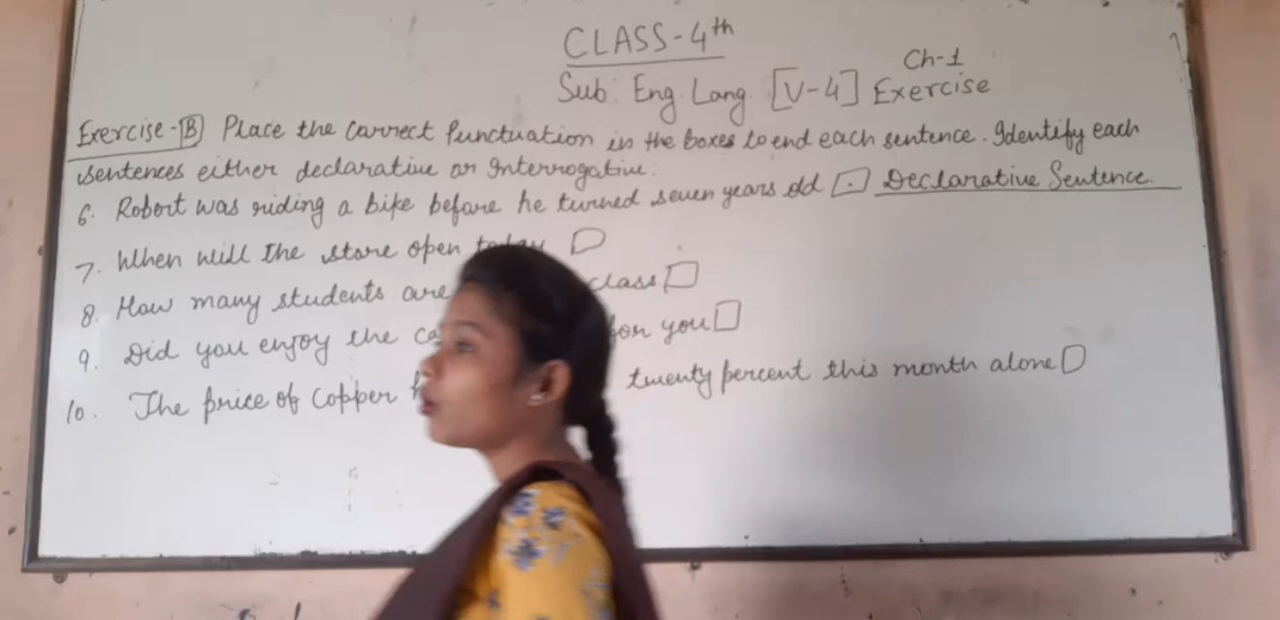 CLASS-4th
Ch-1
Sub: Eng. Lang. [V-4] Exercise
Exercise-B Place the Correct Punctuation in the boxes to end each sentence. Identify each
sentences either declarative or Interrogative.
6. Robert was riding a bike before he turned seven years old . Declarative Sentence.
7. When will the store open today
8. How many students are class
9. Did you enjoy the for you
10. The price of Copper twenty percent this month alone